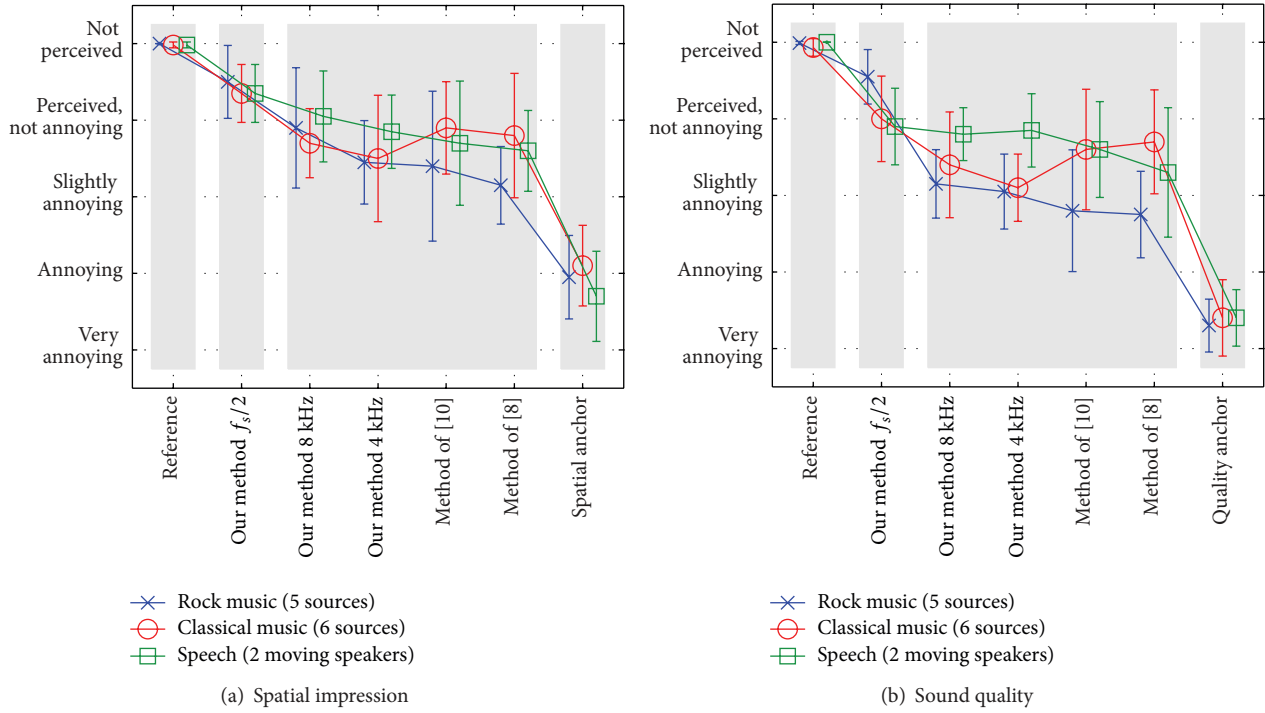 Not
perceived
Perceived,
not annoying
Slightly
annoying
Annoying
Very
annoying
Reference
Our method fs/2
Our method 8 kHz
Our method 4 kHz
Method of [10]
Method of [8]
Spatial anchor
Rock music (5 sources)
Classical music (6 sources)
Speech (2 moving speakers)
(a) Spatial impression
Not
perceived
Perceived,
not annoying
Slightly
annoying
Annoying
Very
annoying
Reference
Our method fs/2
Our method 8 kHz
Our method 4 kHz
Method of [10]
Method of [8]
Quality anchor
Rock music (5 sources)
Classical music (6 sources)
Speech (2 moving speakers)
(b) Sound quality